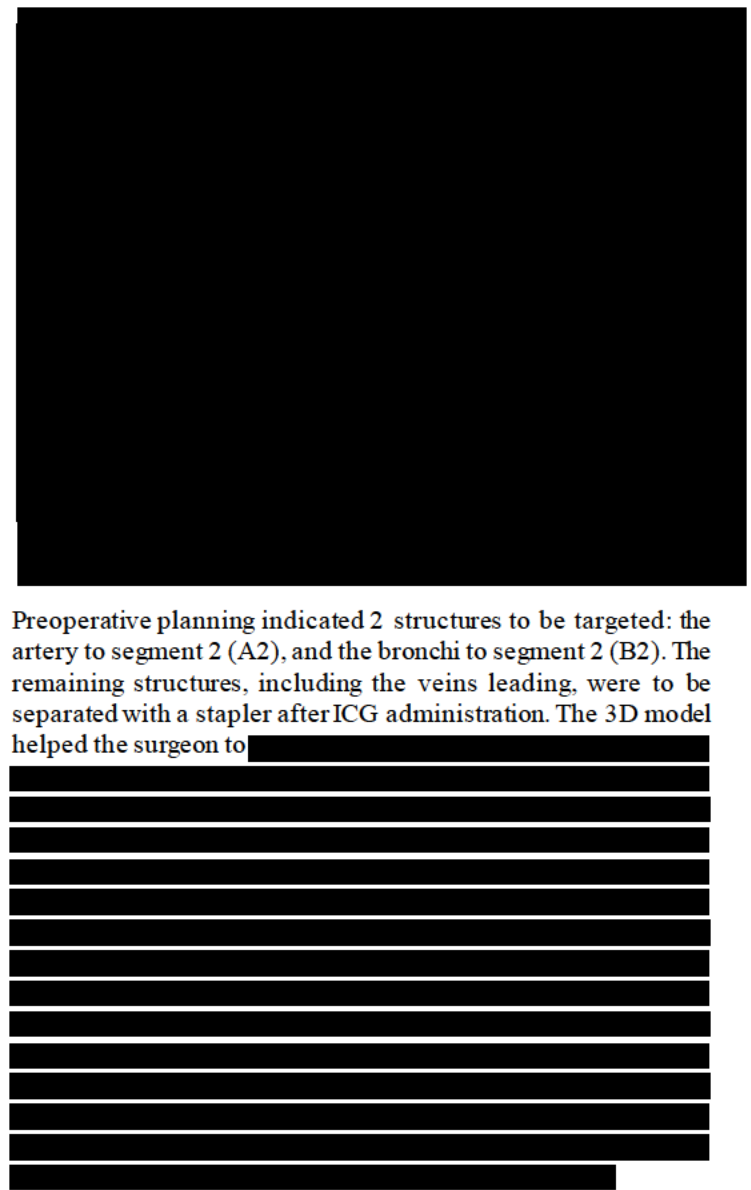 Preoperative planning indicated 2 structures to be targeted: the
artery to segment 2 (A2), and the bronchi to segment 2 (B2). The
remaining structures, including the veins leading, were to be
separated with a stapler after ICG administration. The 3D model
helped the surgeon to